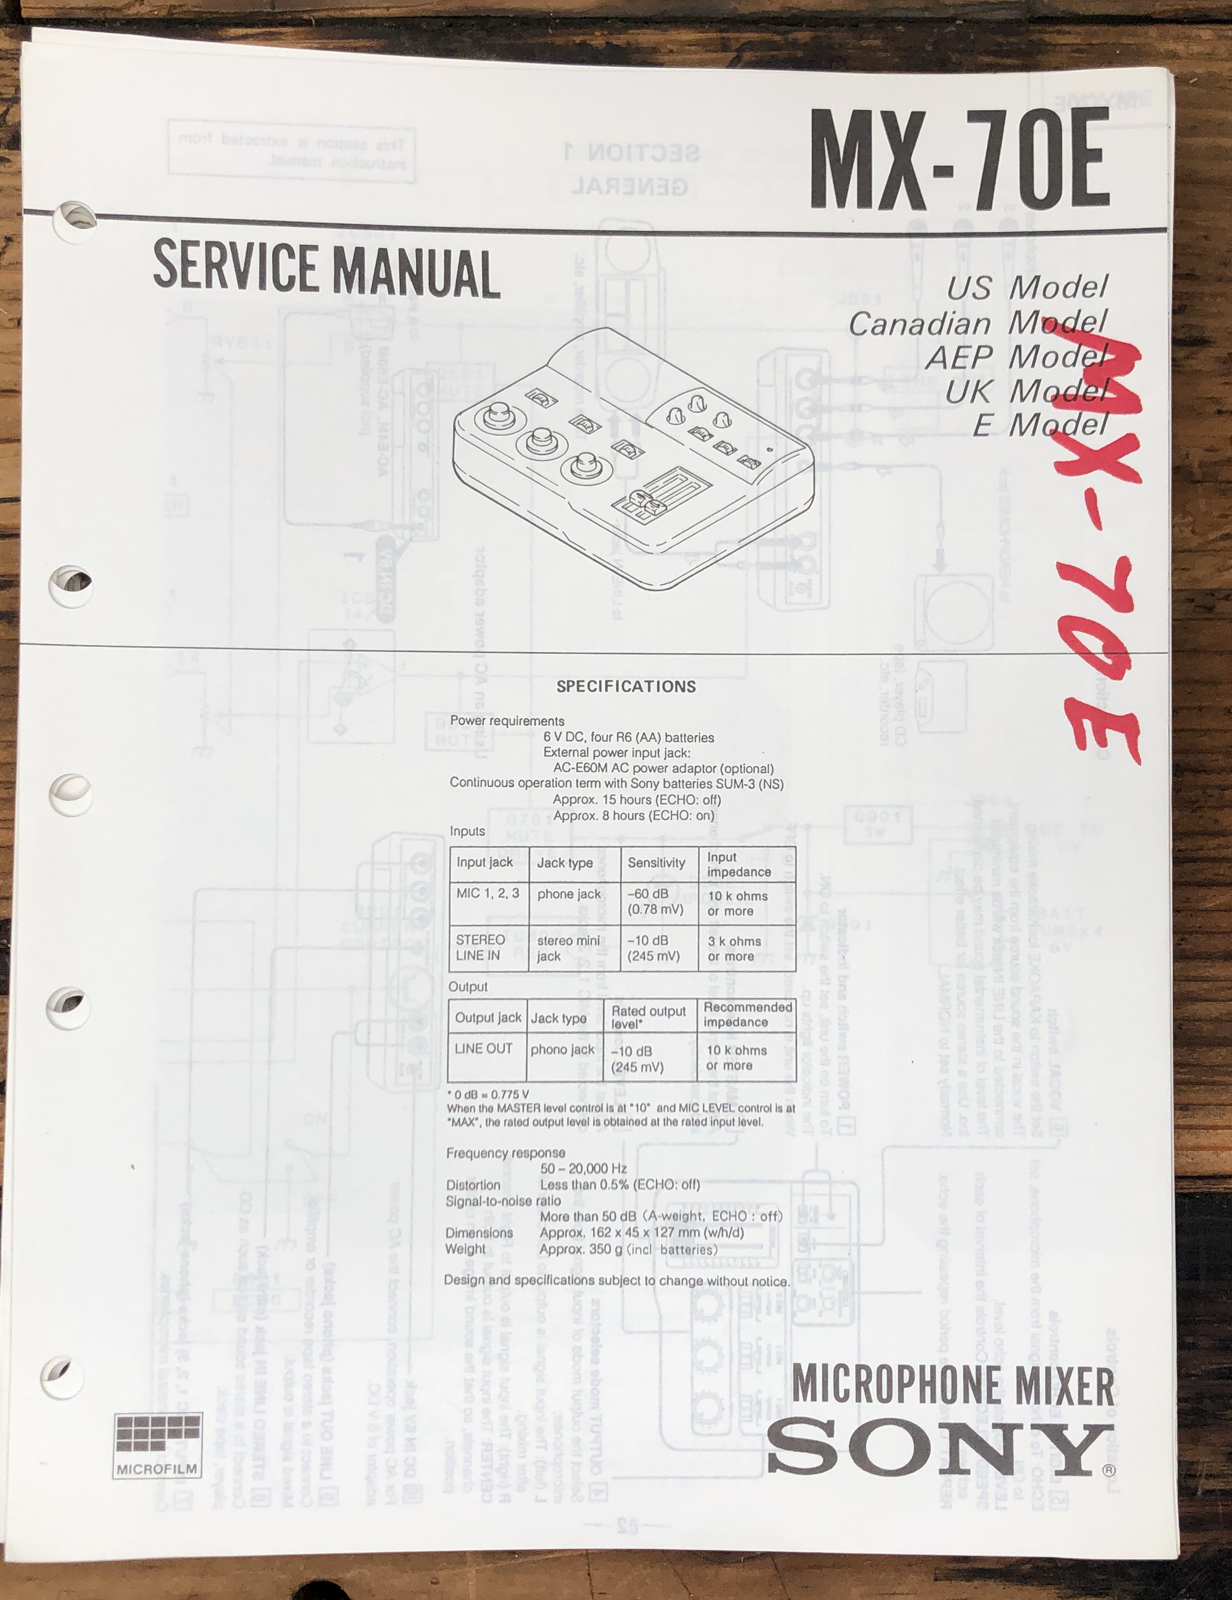 MX-70E
SERVICE MANUAL
US Model
Canadian Model
AEP Model
UK Model
E Model
MX-70E
SPECIFICATIONS
Power requirements
6 V DC, four R6 (AA) batteries
External power input jack:
AC-E60M AC power adaptor (optional)
Continuous operation term with Sony batteries SUM-3 (NS)
Approx. 15 hours (ECHO: off)
Approx. 8 hours (ECHO: on)
Inputs
Input jack Jack type Sensitivity Input impedance
MIC 1, 2, 3 phone jack –60 dB (0.78 mV) 10 k ohms or more
STEREO LINE IN stereo mini jack –10 dB (245 mV) 3 k ohms or more
Output
Output jack Jack type Rated output level* Recommended impedance
LINE OUT phono jack –10 dB (245 mV) 10 k ohms or more
* 0 dB = 0.775 V
When the MASTER level control is at "10" and MIC LEVEL control is at
"MAX", the rated output level is obtained at the rated input level.
Frequency response
50 – 20,000 Hz
Distortion Less than 0.5% (ECHO: off)
Signal-to-noise ratio
More than 50 dB (A-weight, ECHO : off)
Dimensions Approx. 162 x 45 x 127 mm (w/h/d)
Weight Approx. 350 g (incl batteries)
Design and specifications subject to change without notice.
MICROPHONE MIXER
SONY®
MICROFILM